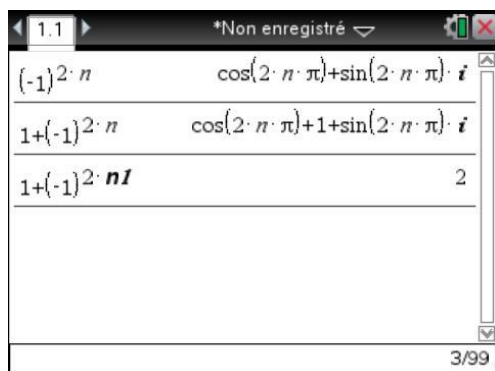 1.1 *Non enregistré
(-1)^{2·n} cos(2·n·π)+sin(2·n·π)·i
1+(-1)^{2·n} cos(2·n·π)+1+sin(2·n·π)·i
1+(-1)^{2·n1} 2
3/99